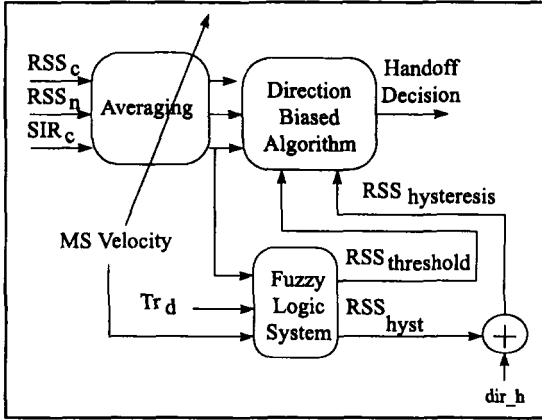 RSS c
RSS n
SIR c
Averaging
Direction
Biased
Algorithm
Handoff
Decision
RSS hysteresis
MS Velocity
RSS threshold
Tr d
Fuzzy
Logic
System
RSS hyst
+
dir_h